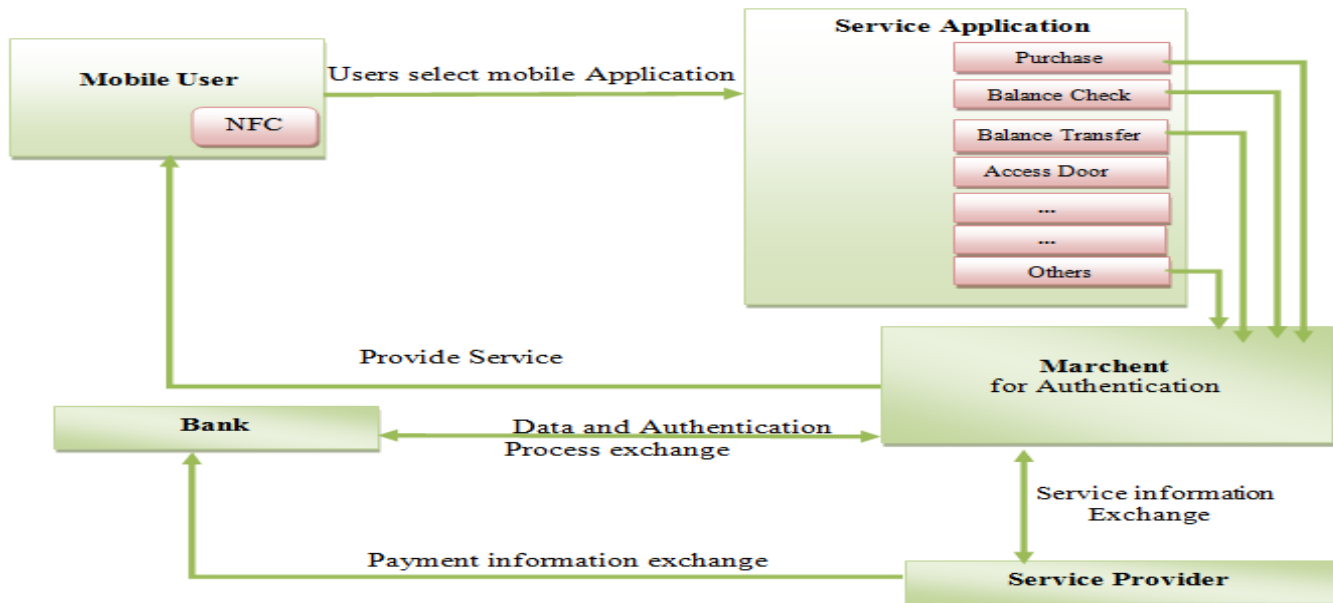 Service Application
Purchase
Mobile User
Users select mobile Application
Balance Check
NFC
Balance Transfer
Access Door
...
...
Others
Provide Service
Marchent
for Authentication
Bank
Data and Authentication
Process exchange
Service information
Exchange
Payment information exchange
Service Provider